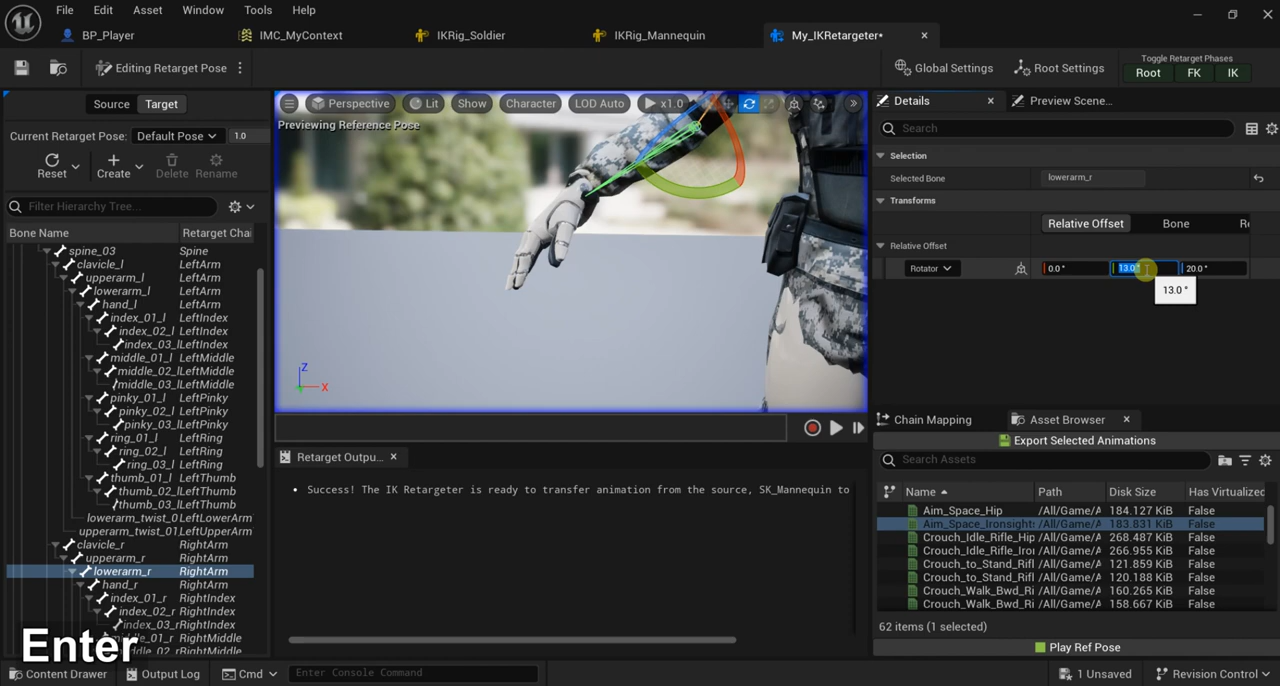 File Edit Asset Window Tools Help
BP_Player IMC_MyContext IKRig_Soldier IKRig_Mannequin My_IKRetargeter*
Editing Retarget Pose Global Settings Root Settings Toggle Retarget Phases
Root FK IK
Source Target
Current Retarget Pose: Default Pose 1.0
Reset Create Delete Rename
Filter Hierarchy Tree...
Bone Name Retarget Chai
spine_03 Spine
clavicle_l LeftArm
upperarm_l LeftArm
lowerarm_l LeftArm
hand_l LeftArm
index_01_l LeftIndex
index_02_l LeftIndex
index_03_l LeftIndex
middle_01_l LeftMiddle
middle_02_l LeftMiddle
middle_03_l LeftMiddle
pinky_01_l LeftPinky
pinky_02_l LeftPinky
pinky_03_l LeftPinky
ring_01_l LeftRing
ring_02_l LeftRing
ring_03_l LeftRing
thumb_01_l LeftThumb
thumb_02_l LeftThumb
thumb_03_l LeftThumb
lowerarm_twist_0 LeftLowerArm
upperarm_twist_01 LeftUpperArm
clavicle_r RightArm
upperarm_r RightArm
lowerarm_r RightArm
hand_r RightArm
index_01_r RightIndex
index_02_r RightIndex
index_03_r RightIndex
RightMiddle
RightMiddle
Enter
Perspective Lit Show Character LOD Auto x1.0
Previewing Reference Pose
Z
X
Retarget Outpu...
Success! The IK Retargeter is ready to transfer animation from the source, SK_Mannequin to
Details Preview Scene...
Search
Selection
Selected Bone lowerarm_r
Transforms
Relative Offset Bone Re
Relative Offset
Rotator 0.0 ° 13.0 ° 20.0 °
13.0 °
Chain Mapping Asset Browser
Export Selected Animations
Search Assets
Name Path Disk Size Has Virtualized
Aim_Space_Hip /All/Game/A 184.127 KiB False
Aim_Space_Ironsights /All/Game/A 183.831 KiB False
Crouch_Idle_Rifle_Hip /All/Game/A 268.487 KiB False
Crouch_Idle_Rifle_Iro /All/Game/A 266.955 KiB False
Crouch_to_Stand_Rifl /All/Game/A 121.859 KiB False
Crouch_to_Stand_Rifl /All/Game/A 120.188 KiB False
Crouch_Walk_Bwd_Ri /All/Game/A 160.265 KiB False
Crouch_Walk_Bwd_Ri /All/Game/A 158.667 KiB False
62 items (1 selected)
Play Ref Pose
Content Drawer Output Log Cmd Enter Console Command 1 Unsaved Revision Control